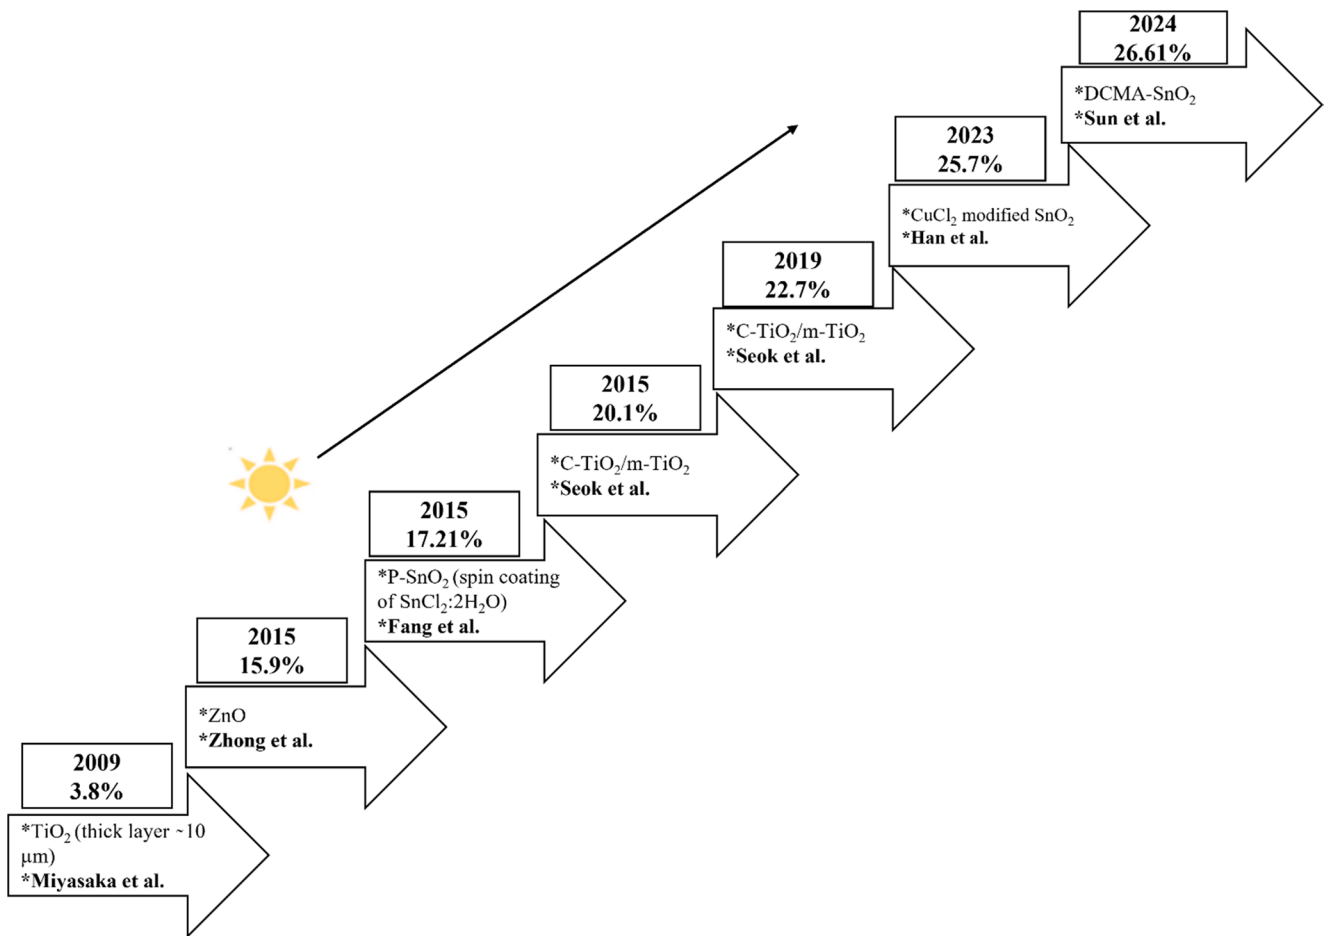 2024
26.61%
*DCMA-SnO₂
*Sun et al.
2023
25.7%
*CuCl₂ modified SnO₂
*Han et al.
2019
22.7%
*C-TiO₂/m-TiO₂
*Seok et al.
2015
20.1%
*C-TiO₂/m-TiO₂
*Seok et al.
2015
17.21%
*P-SnO₂ (spin coating
of SnCl₂:2H₂O)
*Fang et al.
2015
15.9%
*ZnO
*Zhong et al.
2009
3.8%
*TiO₂ (thick layer ~10
μm)
*Miyasaka et al.